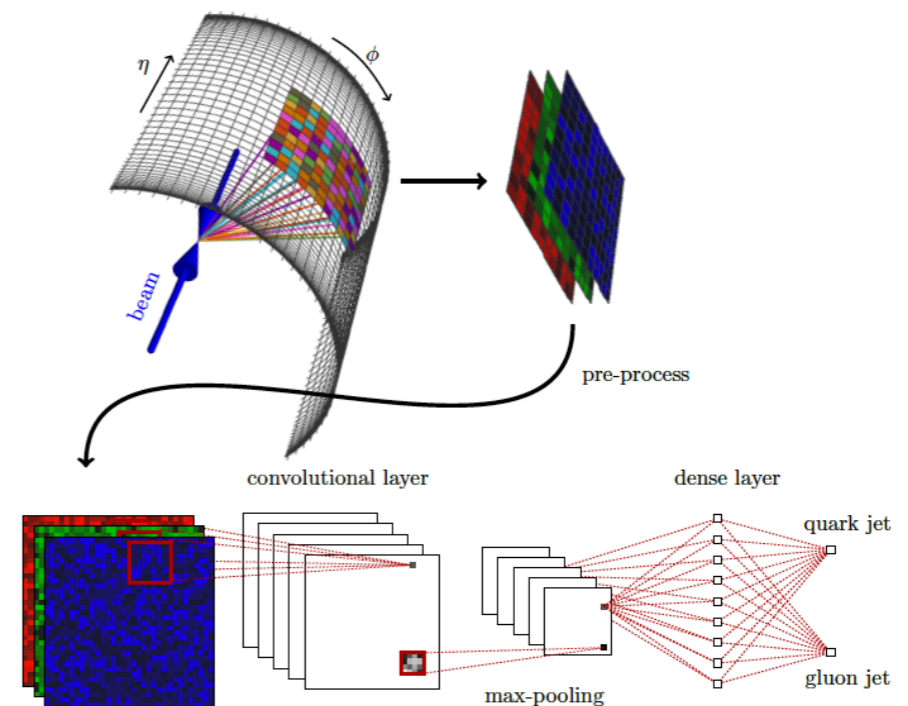 η
ϕ
beam
pre-process
convolutional layer
dense layer
quark jet
gluon jet
max-pooling